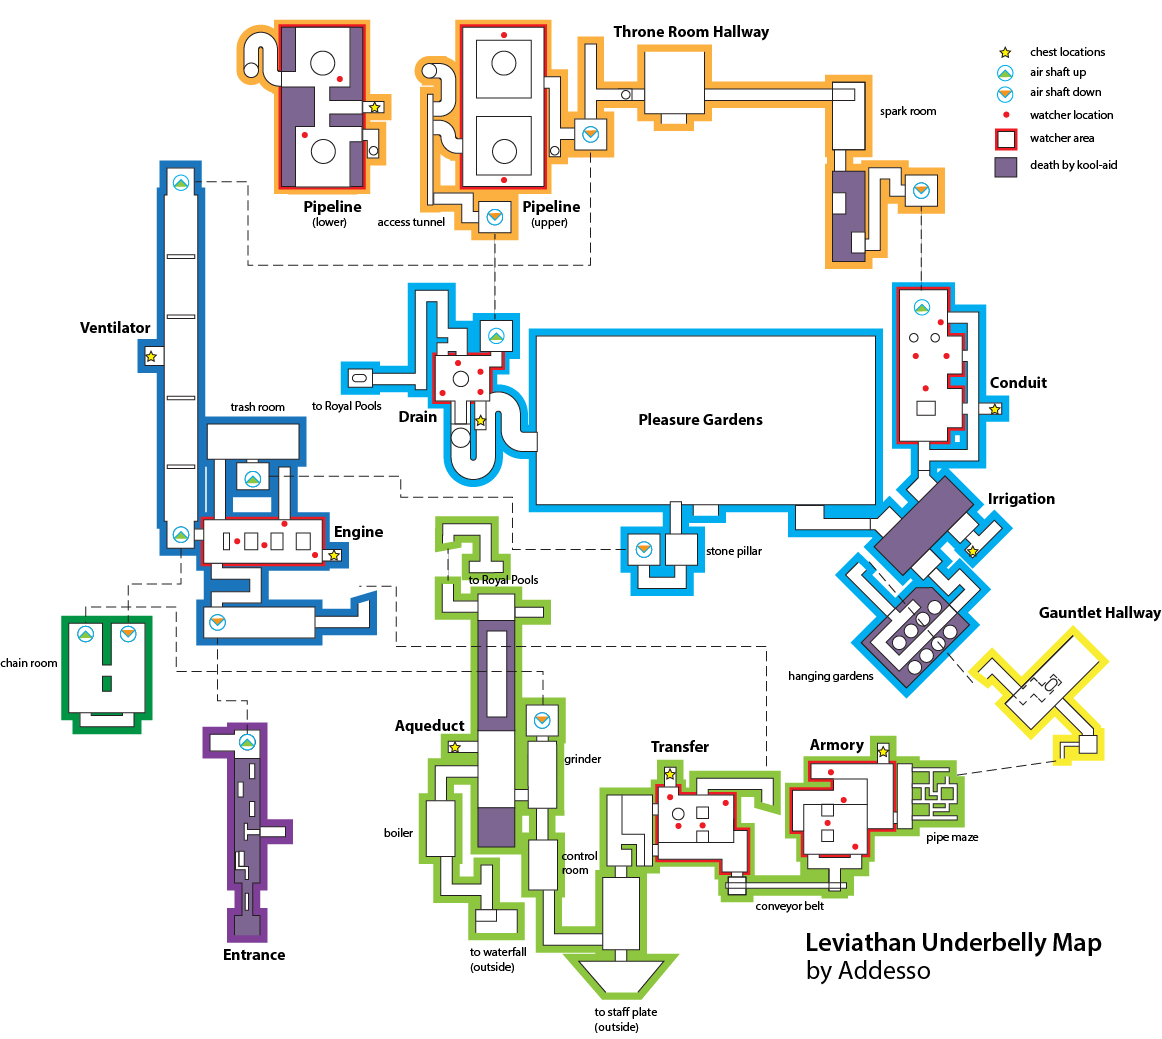 Throne Room Hallway
chest locations
air shaft up
air shaft down
watcher location
watcher area
death by kool-aid
spark room
Pipeline
(lower)
access tunnel
Pipeline
(upper)
Ventilator
trash room
to Royal Pools
Drain
Pleasure Gardens
Conduit
Irrigation
Engine
stone pillar
to Royal Pools
Gauntlet Hallway
chain room
hanging gardens
Aqueduct
grinder
Transfer
Armory
boiler
control
room
pipe maze
conveyor belt
Entrance
to waterfall
(outside)
Leviathan Underbelly Map
by Addesso
to staff plate
(outside)